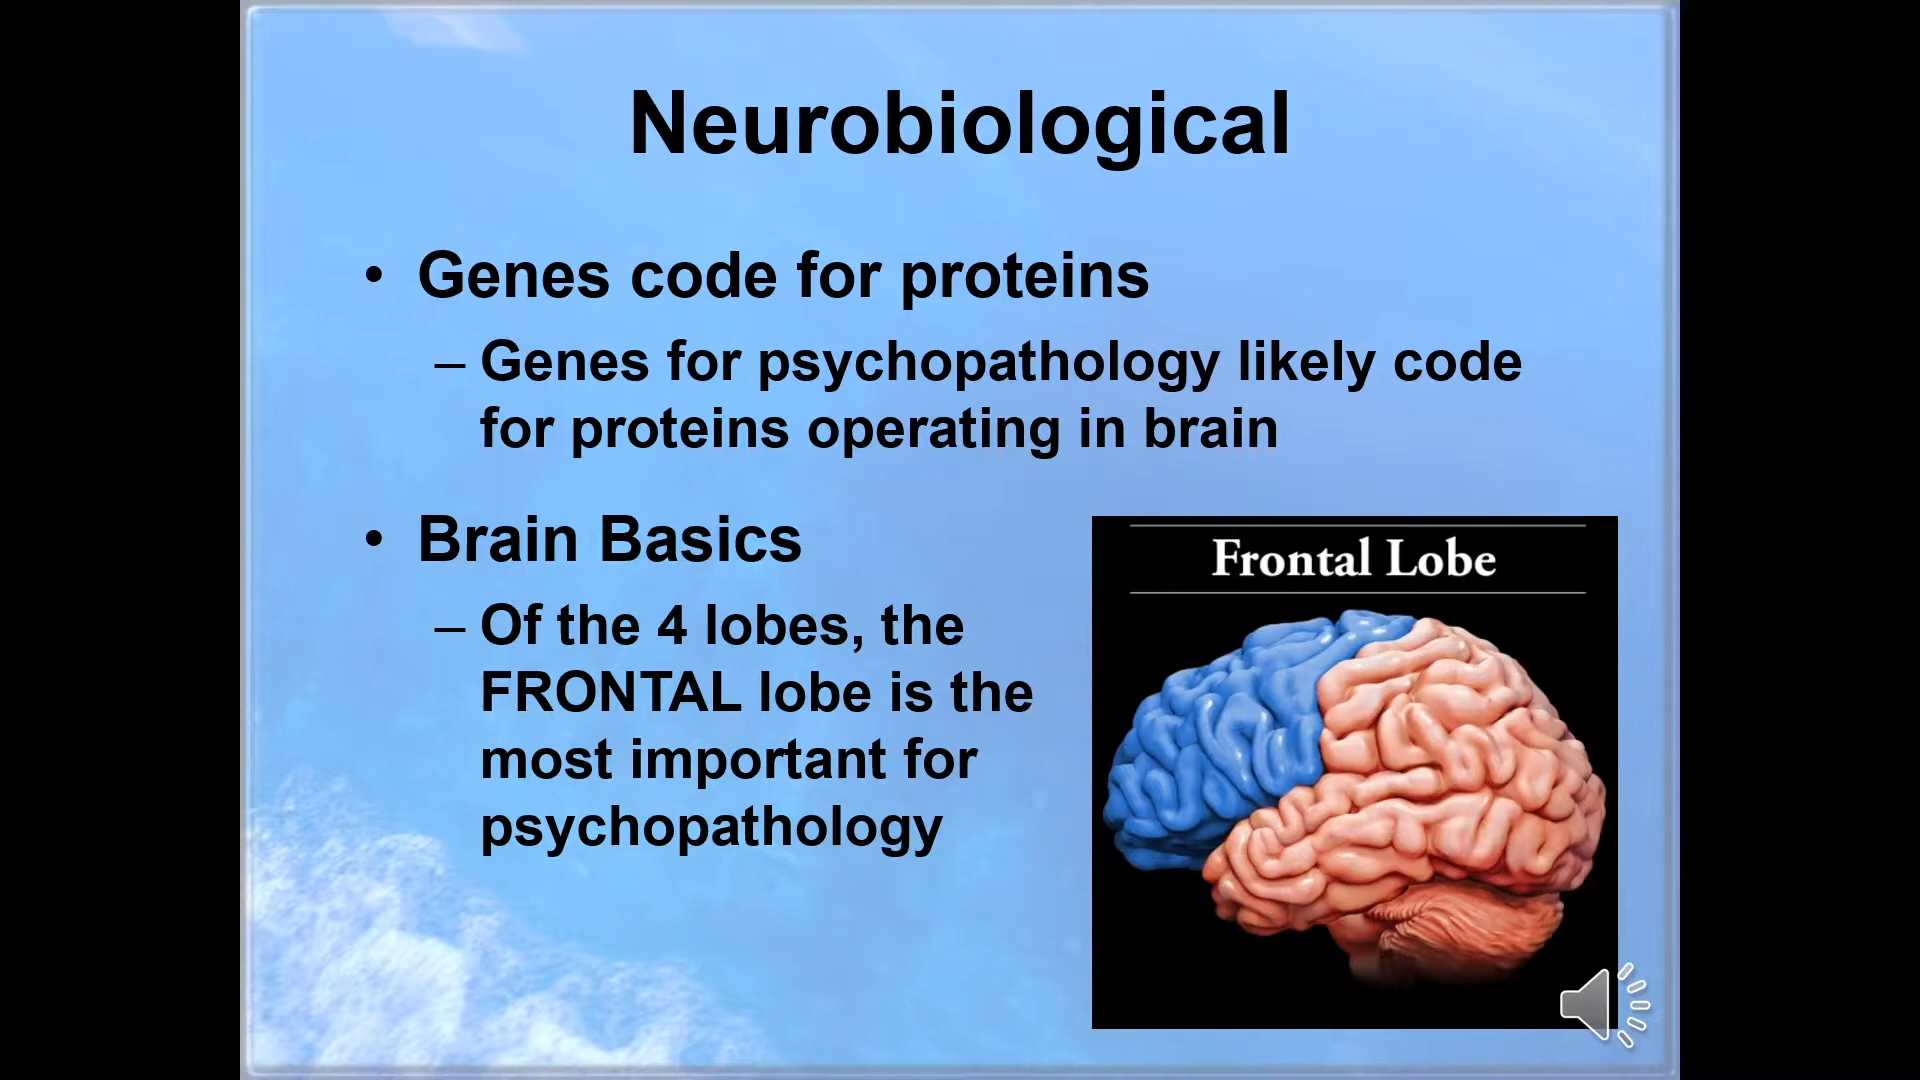 Neurobiological
• Genes code for proteins
– Genes for psychopathology likely code
for proteins operating in brain
• Brain Basics
– Of the 4 lobes, the
FRONTAL lobe is the
most important for
psychopathology
Frontal Lobe